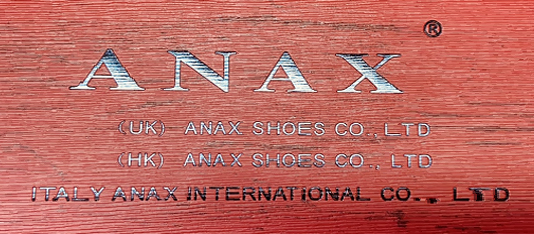 ANAX®
(UK) ANAX SHOES CO., LTD
(HK) ANAX SHOES CO., LTD
ITALY ANAX INTERNATIONAL CO., LTD